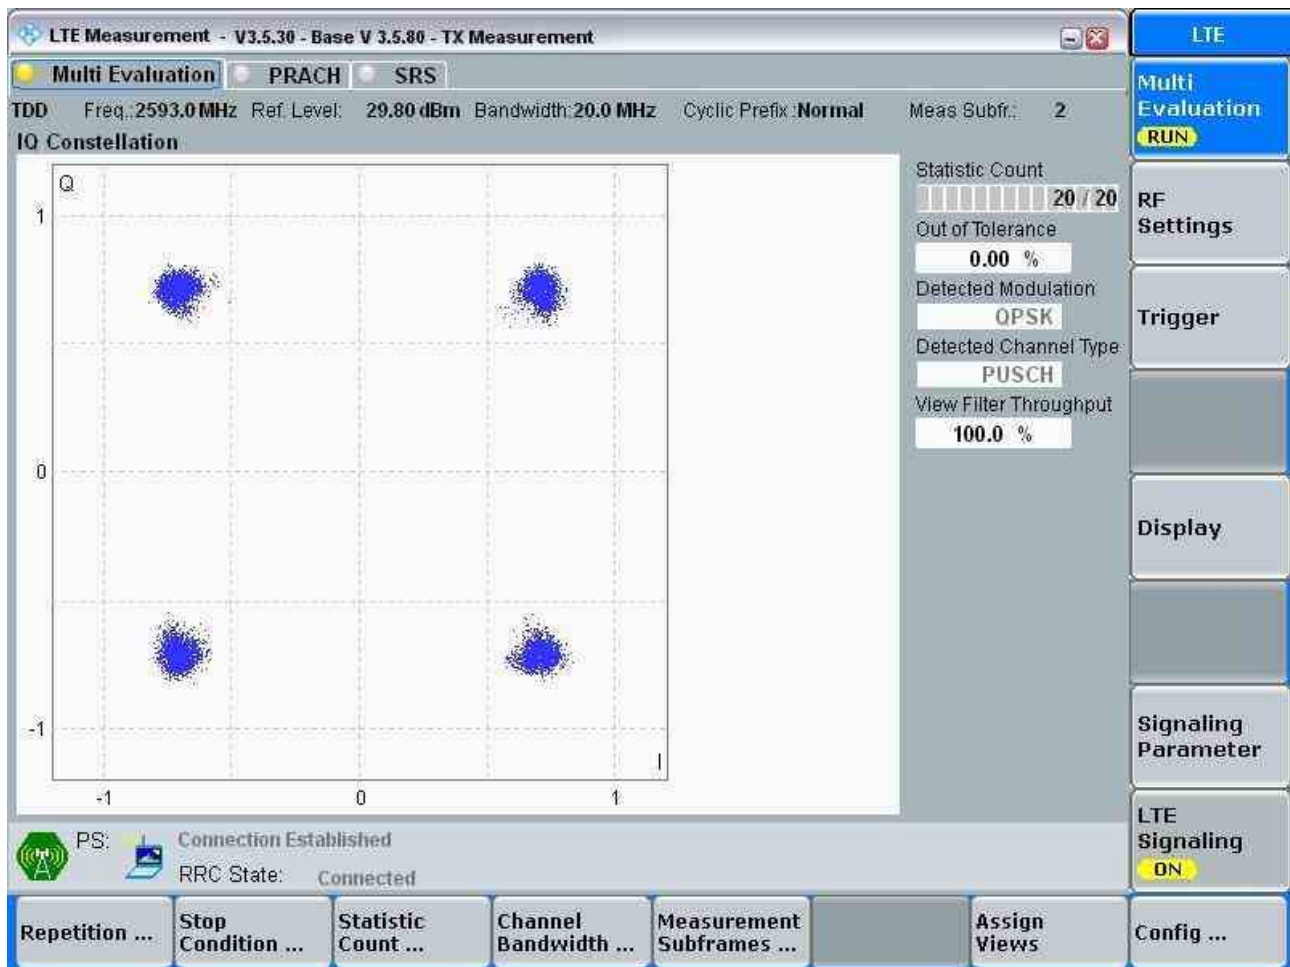 LTE Measurement - V3.5.30 - Base V 3.5.80 - TX Measurement
LTE
Multi Evaluation PRACH SRS
TDD Freq.:2593.0 MHz Ref. Level: 29.80 dBm Bandwidth:20.0 MHz Cyclic Prefix :Normal Meas Subfr.: 2
IQ Constellation
Q
1
0
-1
-1 0 1
I
Statistic Count
20 / 20
Out of Tolerance
0.00 %
Detected Modulation
QPSK
Detected Channel Type
PUSCH
View Filter Throughput
100.0 %
Multi
Evaluation
RUN
RF
Settings
Trigger
Display
Signaling
Parameter
LTE
Signaling
ON
PS: Connection Established
RRC State: Connected
Repetition ...
Stop
Condition ...
Statistic
Count ...
Channel
Bandwidth ...
Measurement
Subframes ...
Assign
Views
Config ...